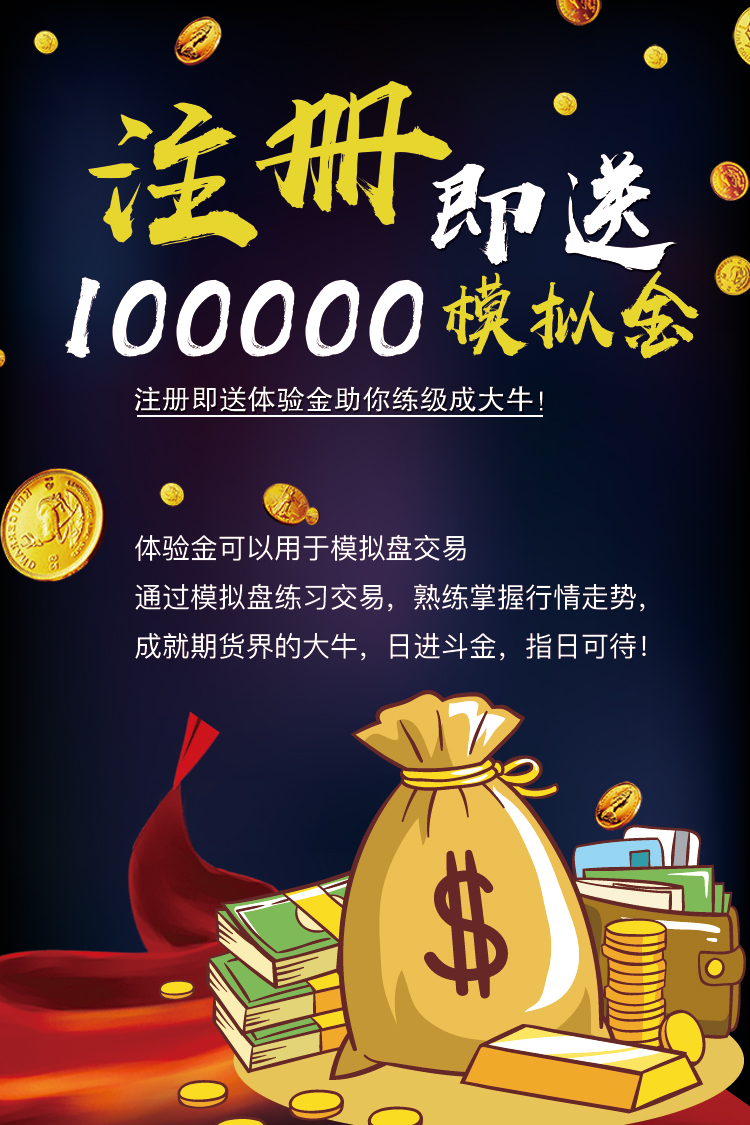 注册即送
100000模拟金
注册即送体验金助你练级成大牛!
体验金可以用于模拟盘交易
通过模拟盘练习交易，熟练掌握行情走势，
成就期货界的大牛，日进斗金，指日可待!
$